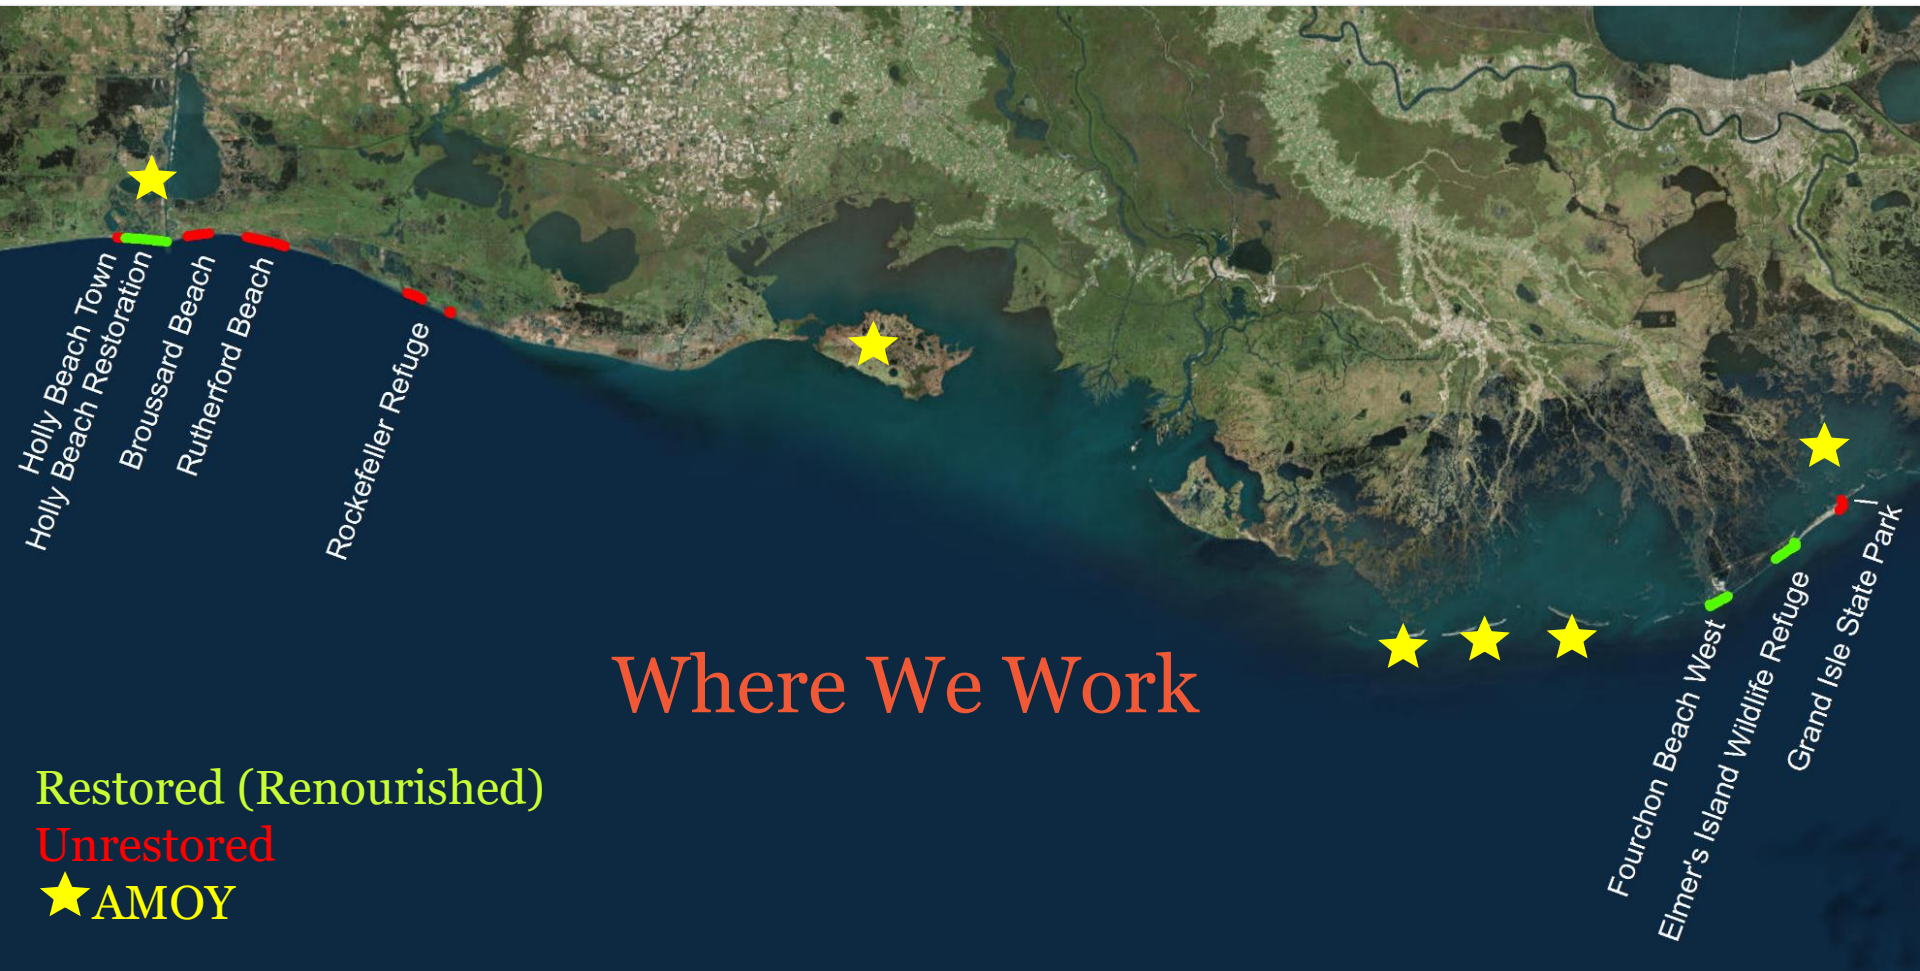 Holly Beach Town
Holly Beach Restoration
Broussard Beach
Rutherford Beach
Rockefeller Refuge
Fourchon Beach West
Elmer's Island Wildlife Refuge
Grand Isle State Park
Where We Work
Restored (Renourished)
Unrestored
AMOY